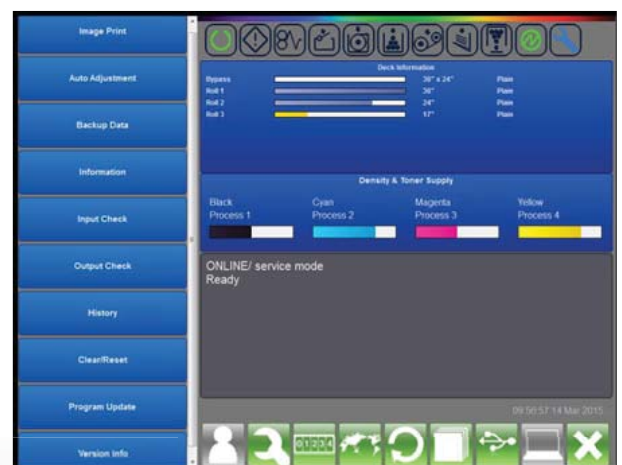 Image Print
Auto Adjustment
Backup Data
Information
Input Check
Output Check
History
Clear/Reset
Program Update
Version Info
Deck Information
Bypass 36" x 24" Plain
Roll 1 36" Plain
Roll 2 24" Plain
Roll 3 17" Plain
Density & Toner Supply
Black Cyan Magenta Yellow
Process 1 Process 2 Process 3 Process 4
ONLINE/ service mode
Ready
09:56:57 14 Mar 2015
01234